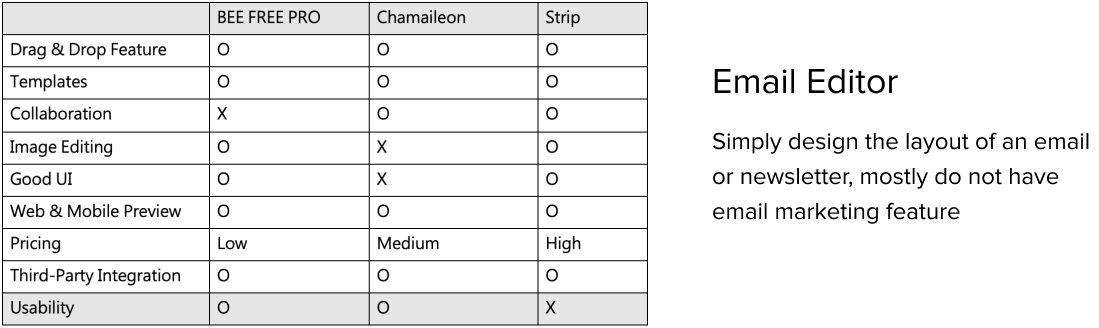 BEE FREE PRO Chamaileon Strip
Drag & Drop Feature O O O
Templates O O O
Collaboration X O O
Image Editing O X O
Good UI O X O
Web & Mobile Preview O O O
Pricing Low Medium High
Third-Party Integration O O O
Usability O O X
Email Editor
Simply design the layout of an email
or newsletter, mostly do not have
email marketing feature